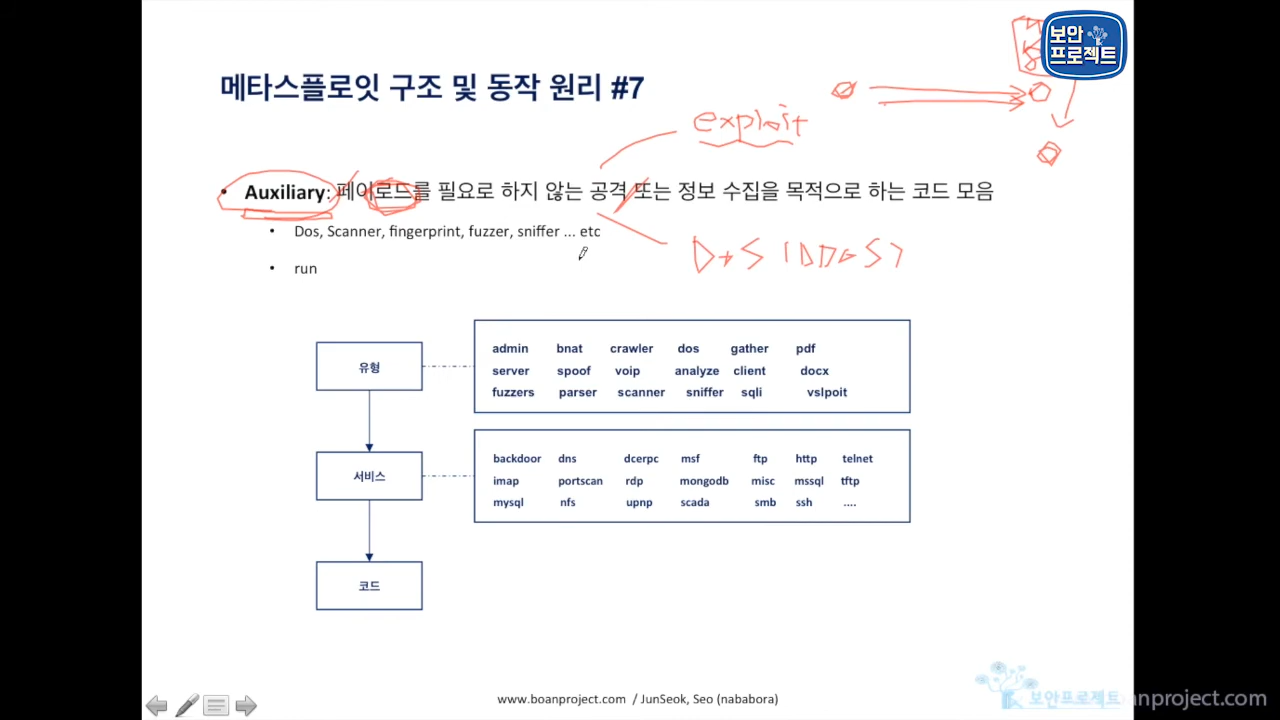 보안
프로젝트
메타스플로잇 구조 및 동작 원리 #7
exploit
• Auxiliary: 페이로드를 필요로 하지 않는 공격 또는 정보 수집을 목적으로 하는 코드 모음
• Dos, Scanner, fingerprint, fuzzer, sniffer ... etc
DoS (DDoS)
• run
유형
admin bnat crawler dos gather pdf
server spoof voip analyze client docx
fuzzers parser scanner sniffer sqli vslpoit
서비스
backdoor dns dcerpc msf ftp http telnet
imap portscan rdp mongodb misc mssql tftp
mysql nfs upnp scada smb ssh ....
코드
www.boanproject.com / JunSeok, Seo (nababora)
보안프로젝트
anproject.com